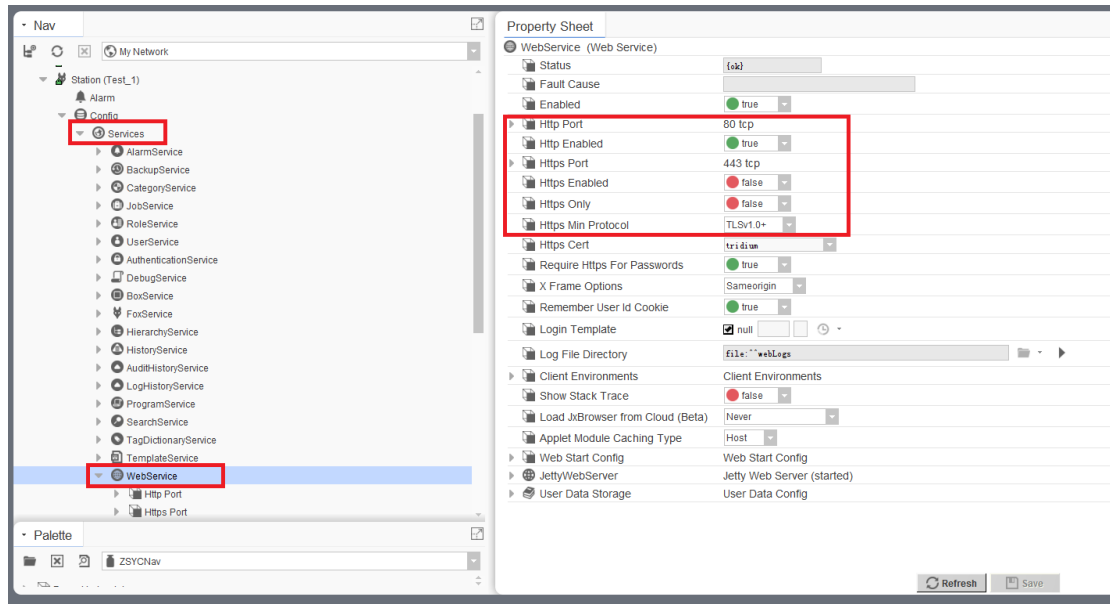 Nav
My Network
Station (Test_1)
Alarm
Config
Services
AlarmService
BackupService
CategoryService
JobService
RoleService
UserService
AuthenticationService
DebugService
BoxService
FoxService
HierarchyService
HistoryService
AuditHistoryService
LogHistoryService
ProgramService
SearchService
TagDictionaryService
TemplateService
WebService
Http Port
Https Port
Palette
ZSYCNav
Property Sheet
WebService (Web Service)
Status {ok}
Fault Cause
Enabled true
Http Port 80 tcp
Http Enabled true
Https Port 443 tcp
Https Enabled false
Https Only false
Https Min Protocol TLSv1.0+
Https Cert tridium
Require Https For Passwords true
X Frame Options Sameorigin
Remember User Id Cookie true
Login Template null
Log File Directory file:^^webLogs
Client Environments Client Environments
Show Stack Trace false
Load JxBrowser from Cloud (Beta) Never
Applet Module Caching Type Host
Web Start Config Web Start Config
JettyWebServer Jetty Web Server (started)
User Data Storage User Data Config
Refresh Save